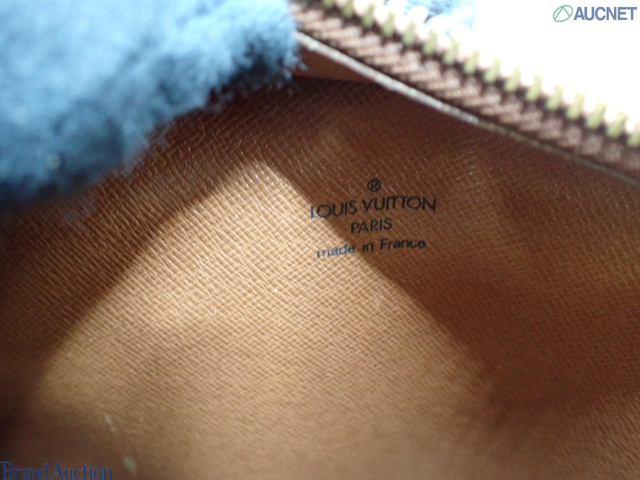 AUCNET
®
LOUIS VUITTON
PARIS
made in France
Brand Auction